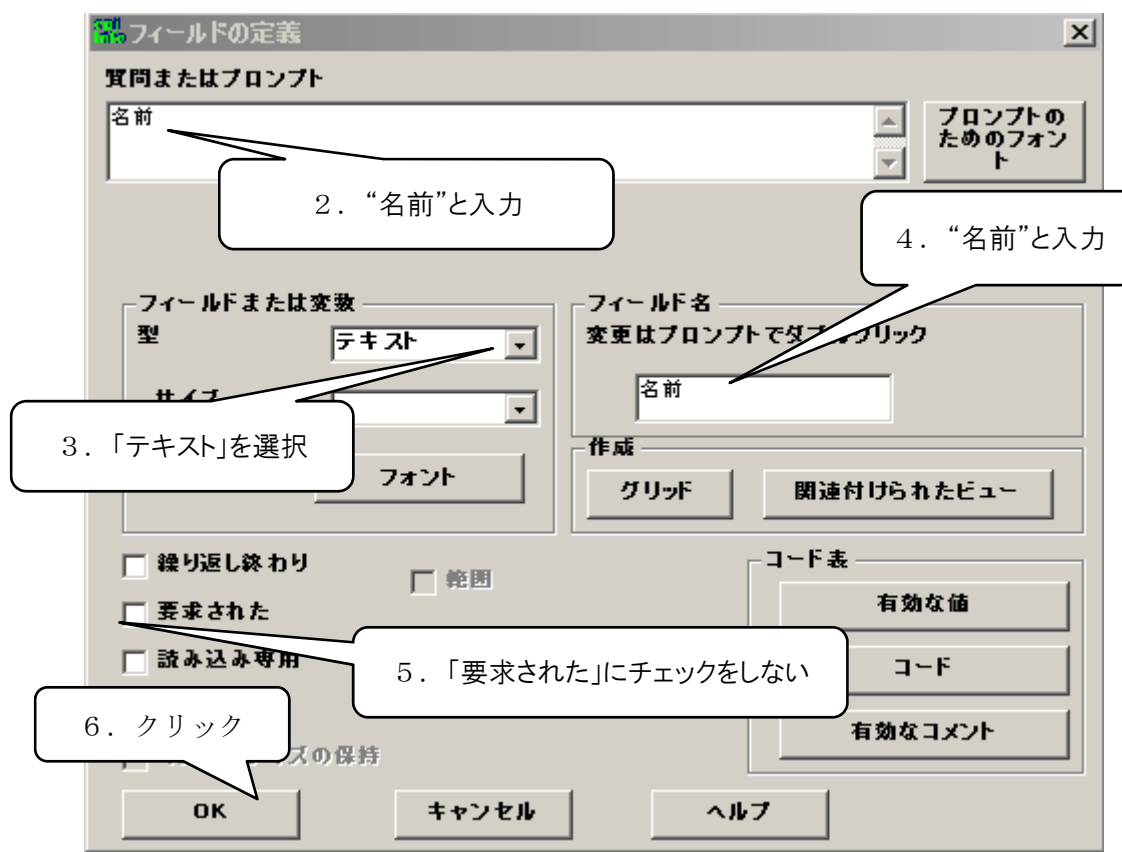 フィールドの定義
質問またはプロンプト
名前
プロンプトの
ためのフォン
ト
２．“名前”と入力
４．“名前”と入力
フィールドまたは変数
型
テキスト
フィールド名
変更はプロンプトでダブルクリック
名前
サイズ
３．「テキスト」を選択
フォント
作成
グリッド
関連付けられたビュー
繰り返し終わり
範囲
要求された
読み込み専用
コード表
有効な値
コード
有効なコメント
５．「要求された」にチェックをしない
６．クリック
ズの保持
OK
キャンセル
ヘルプ